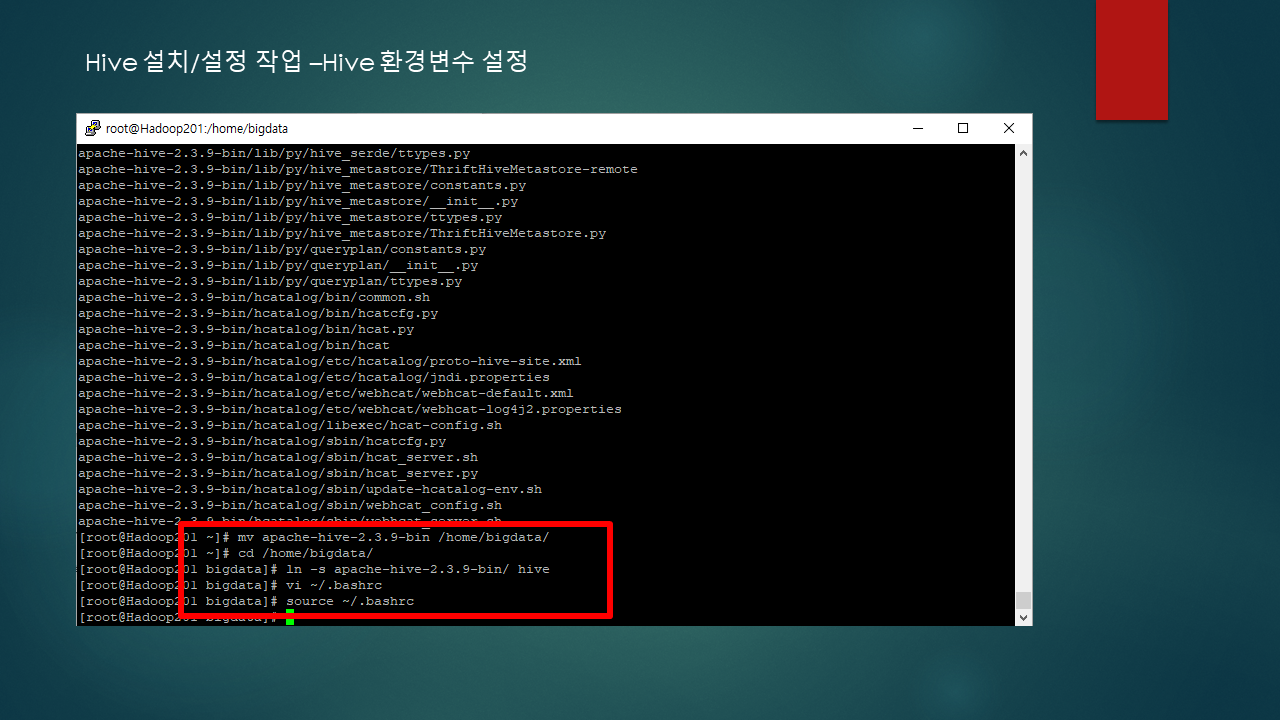 Hive 설치/설정 작업 –Hive 환경변수 설정
root@Hadoop201:/home/bigdata
apache-hive-2.3.9-bin/lib/py/hive_serde/ttypes.py
apache-hive-2.3.9-bin/lib/py/hive_metastore/ThriftHiveMetastore-remote
apache-hive-2.3.9-bin/lib/py/hive_metastore/constants.py
apache-hive-2.3.9-bin/lib/py/hive_metastore/__init__.py
apache-hive-2.3.9-bin/lib/py/hive_metastore/ttypes.py
apache-hive-2.3.9-bin/lib/py/hive_metastore/ThriftHiveMetastore.py
apache-hive-2.3.9-bin/lib/py/queryplan/constants.py
apache-hive-2.3.9-bin/lib/py/queryplan/__init__.py
apache-hive-2.3.9-bin/lib/py/queryplan/ttypes.py
apache-hive-2.3.9-bin/hcatalog/bin/common.sh
apache-hive-2.3.9-bin/hcatalog/bin/hcatcfg.py
apache-hive-2.3.9-bin/hcatalog/bin/hcat.py
apache-hive-2.3.9-bin/hcatalog/bin/hcat
apache-hive-2.3.9-bin/hcatalog/etc/hcatalog/proto-hive-site.xml
apache-hive-2.3.9-bin/hcatalog/etc/hcatalog/jndi.properties
apache-hive-2.3.9-bin/hcatalog/etc/webhcat/webhcat-default.xml
apache-hive-2.3.9-bin/hcatalog/etc/webhcat/webhcat-log4j2.properties
apache-hive-2.3.9-bin/hcatalog/libexec/hcat-config.sh
apache-hive-2.3.9-bin/hcatalog/sbin/hcatcfg.py
apache-hive-2.3.9-bin/hcatalog/sbin/hcat_server.sh
apache-hive-2.3.9-bin/hcatalog/sbin/hcat_server.py
apache-hive-2.3.9-bin/hcatalog/sbin/update-hcatalog-env.sh
apache-hive-2.3.9-bin/hcatalog/sbin/webhcat_config.sh
apache-hive-2.3.9-bin/hcatalog/sbin/webhcat_server.sh
[root@Hadoop201 ~]# mv apache-hive-2.3.9-bin /home/bigdata/
[root@Hadoop201 ~]# cd /home/bigdata/
[root@Hadoop201 bigdata]# ln -s apache-hive-2.3.9-bin/ hive
[root@Hadoop201 bigdata]# vi ~/.bashrc
[root@Hadoop201 bigdata]# source ~/.bashrc
[root@Hadoop201 bigdata]#